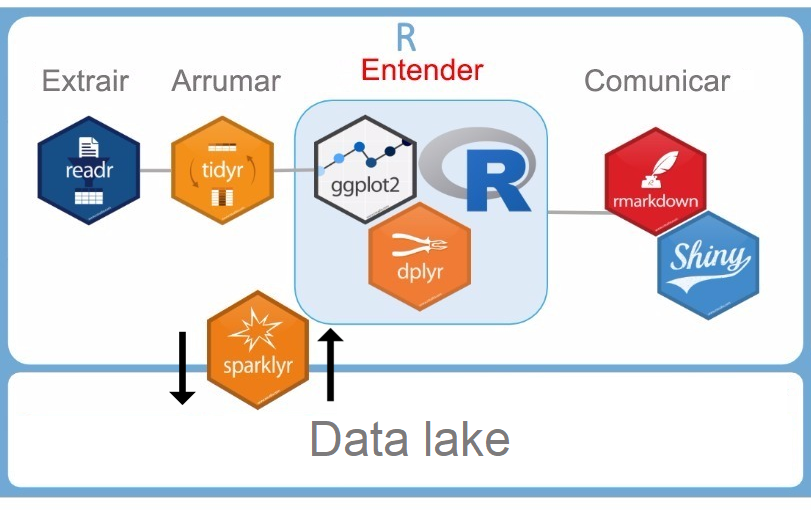 R
Extrair
Arrumar
Entender
Comunicar
readr
tidyr
ggplot2
R
dplyr
rmarkdown
Shiny
sparklyr
Data lake